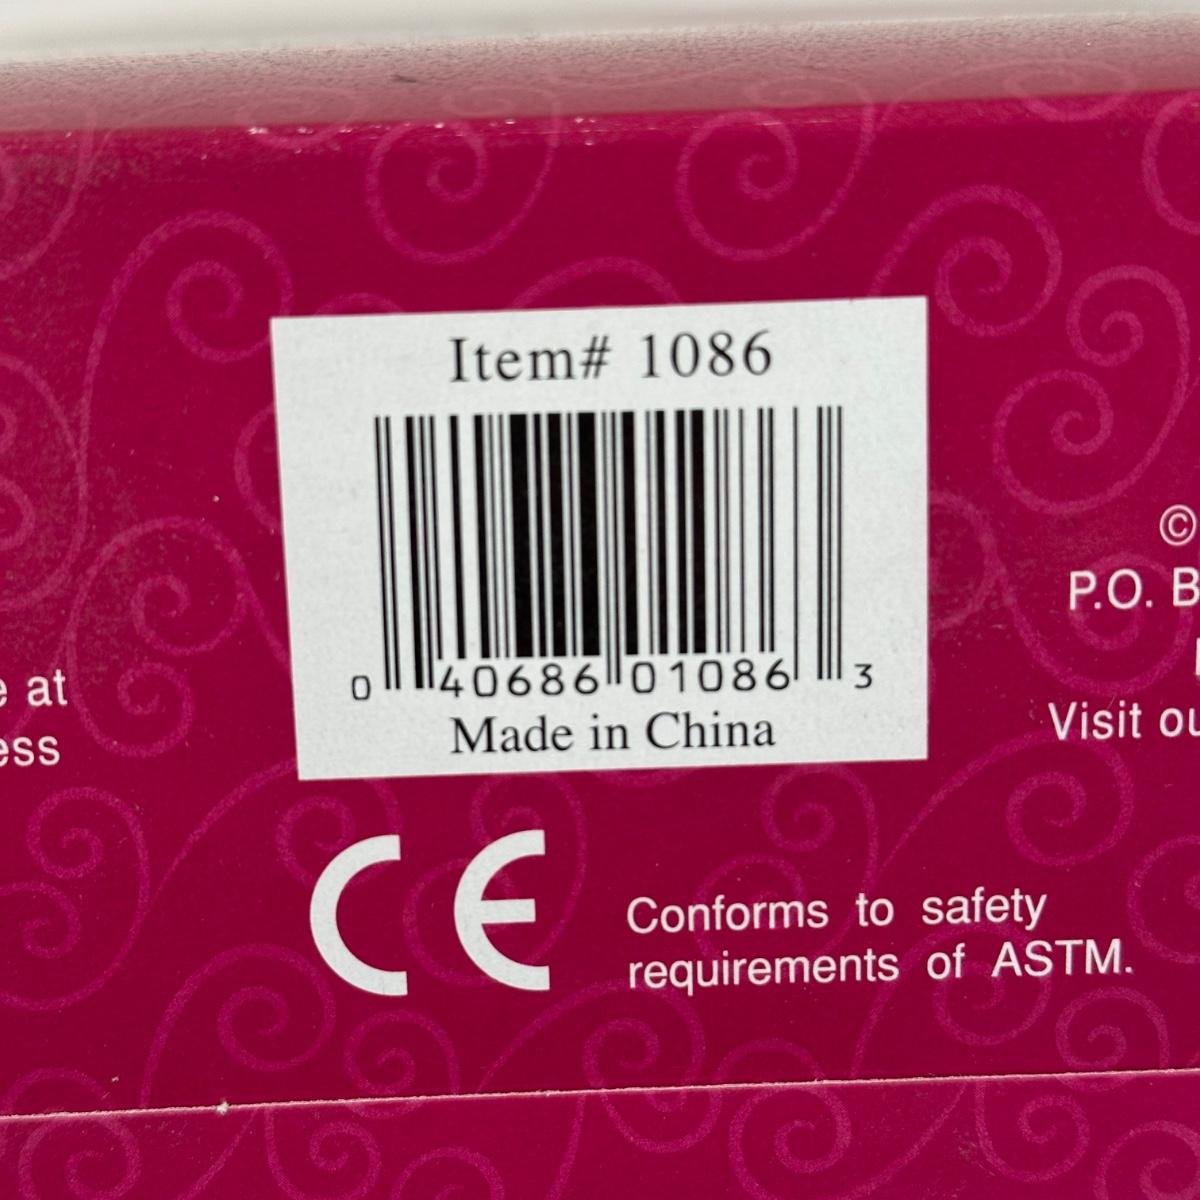 Item# 1086
0 40686 01086 3
Made in China
©
P.O. B
e at
ess
Visit ou
CE
Conforms to safety
requirements of ASTM.